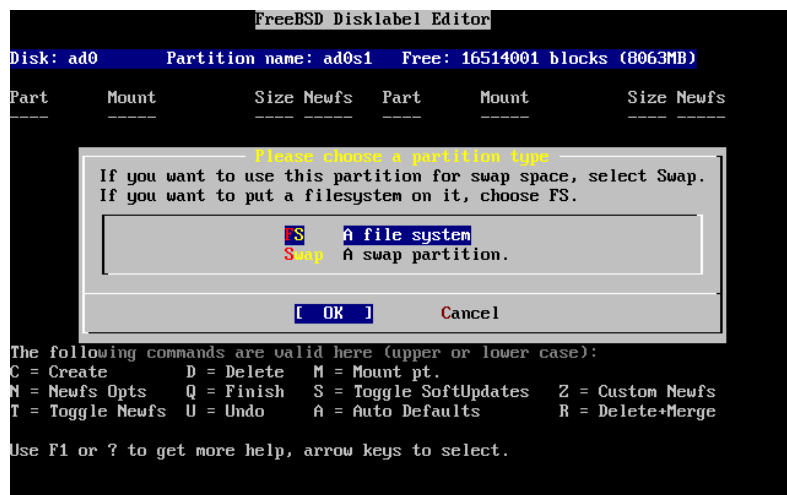 FreeBSD Disklabel Editor
Disk: ad0 Partition name: ad0s1 Free: 16514001 blocks (8063MB)
Part Mount Size Newfs Part Mount Size Newfs
---- ----- ---- ----- ---- ----- ---- -----
Please choose a partition type
If you want to use this partition for swap space, select Swap.
If you want to put a filesystem on it, choose FS.
FS A file system
Swap A swap partition.
[ OK ] Cancel
The following commands are valid here (upper or lower case):
C = Create D = Delete M = Mount pt.
N = Newfs Opts Q = Finish S = Toggle SoftUpdates Z = Custom Newfs
T = Toggle Newfs U = Undo A = Auto Defaults R = Delete+Merge
Use F1 or ? to get more help, arrow keys to select.